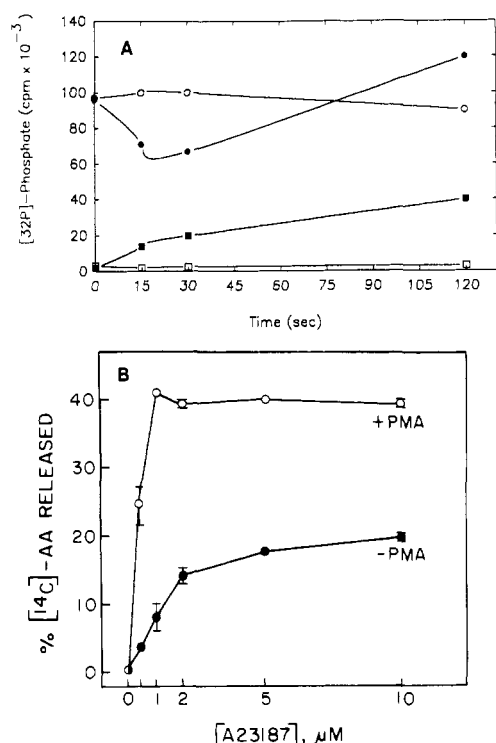 A
[32P]-Phosphate (cpm x 10⁻³)
140
120
100
80
60
40
20
0
0 15 30 45 60 75 90 105 120
Time (sec)
B
% [14C]-AA RELEASED
40
30
20
10
0
+PMA
-PMA
0 1 2 5 10
[A23187], μM